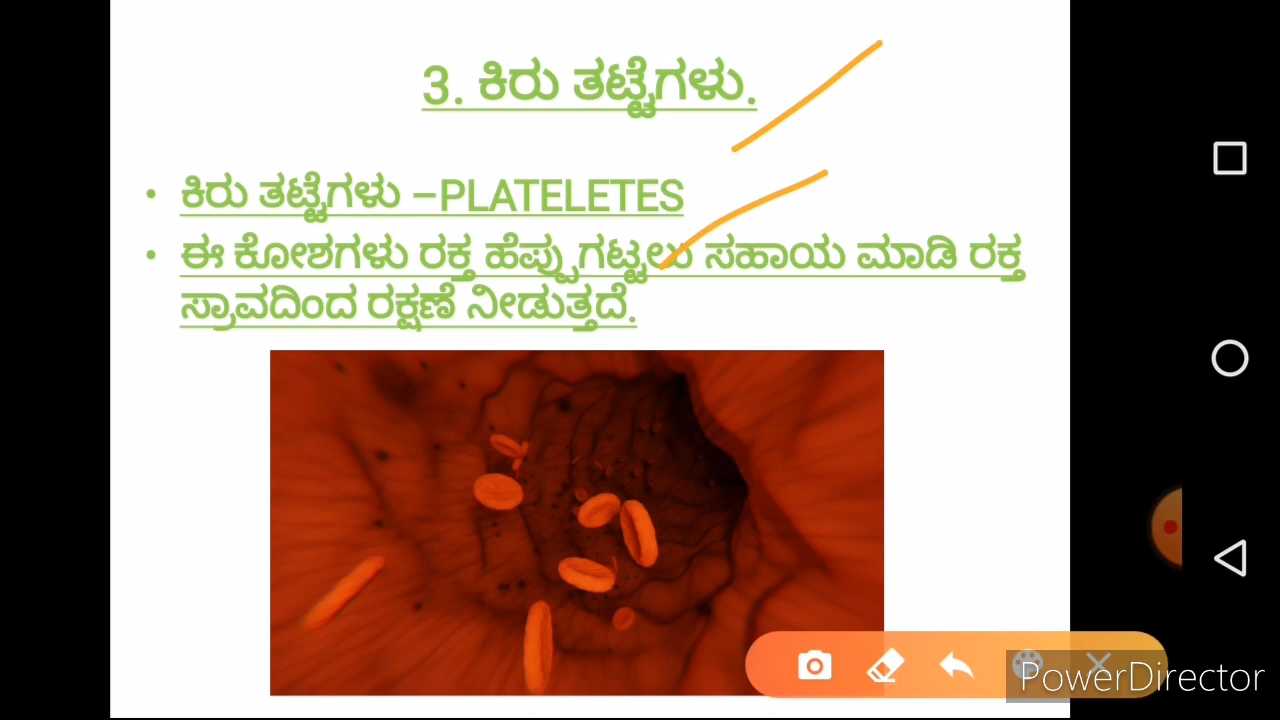 3. ಕಿರು ತಟ್ಟೆಗಳು.
• ಕಿರು ತಟ್ಟೆಗಳು –PLATELETES
• ಈ ಕೋಶಗಳು ರಕ್ತ ಹೆಪ್ಪುಗಟ್ಟಲು ಸಹಾಯ ಮಾಡಿ ರಕ್ತ
ಸ್ರಾವದಿಂದ ರಕ್ಷಣೆ ನೀಡುತ್ತದೆ.
PowerDirector